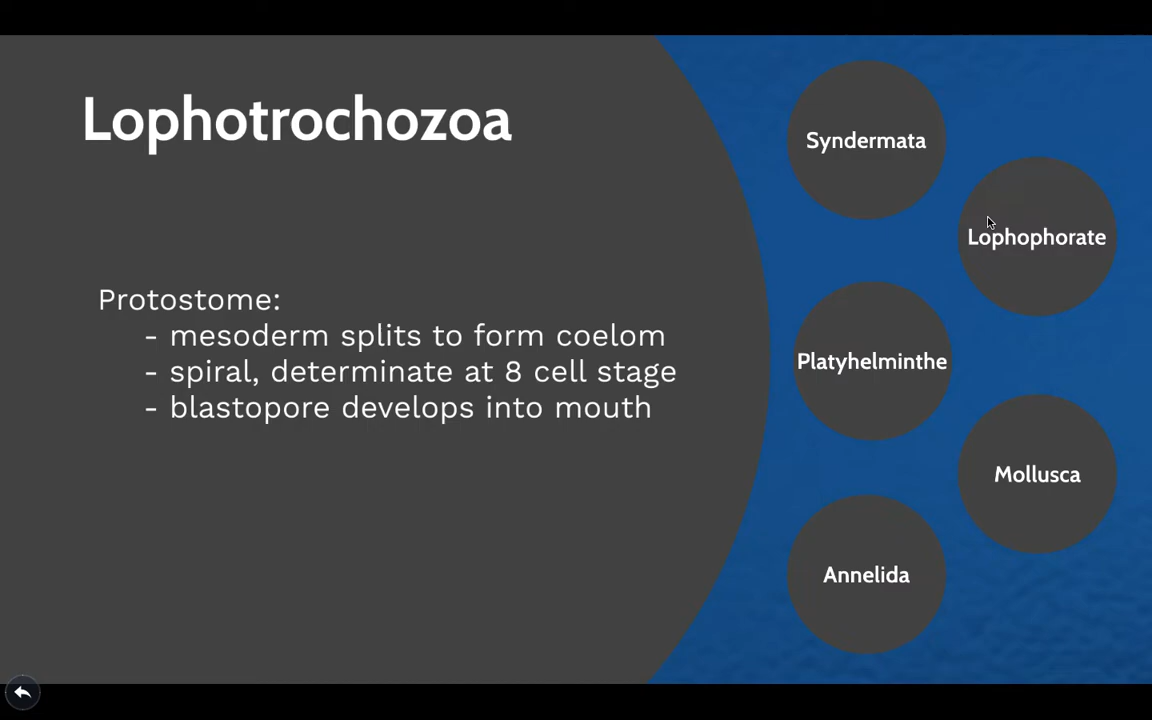 Lophotrochozoa
Protostome:
- mesoderm splits to form coelom
- spiral, determinate at 8 cell stage
- blastopore develops into mouth
Syndermata
Lophophorate
Platyhelminthe
Mollusca
Annelida